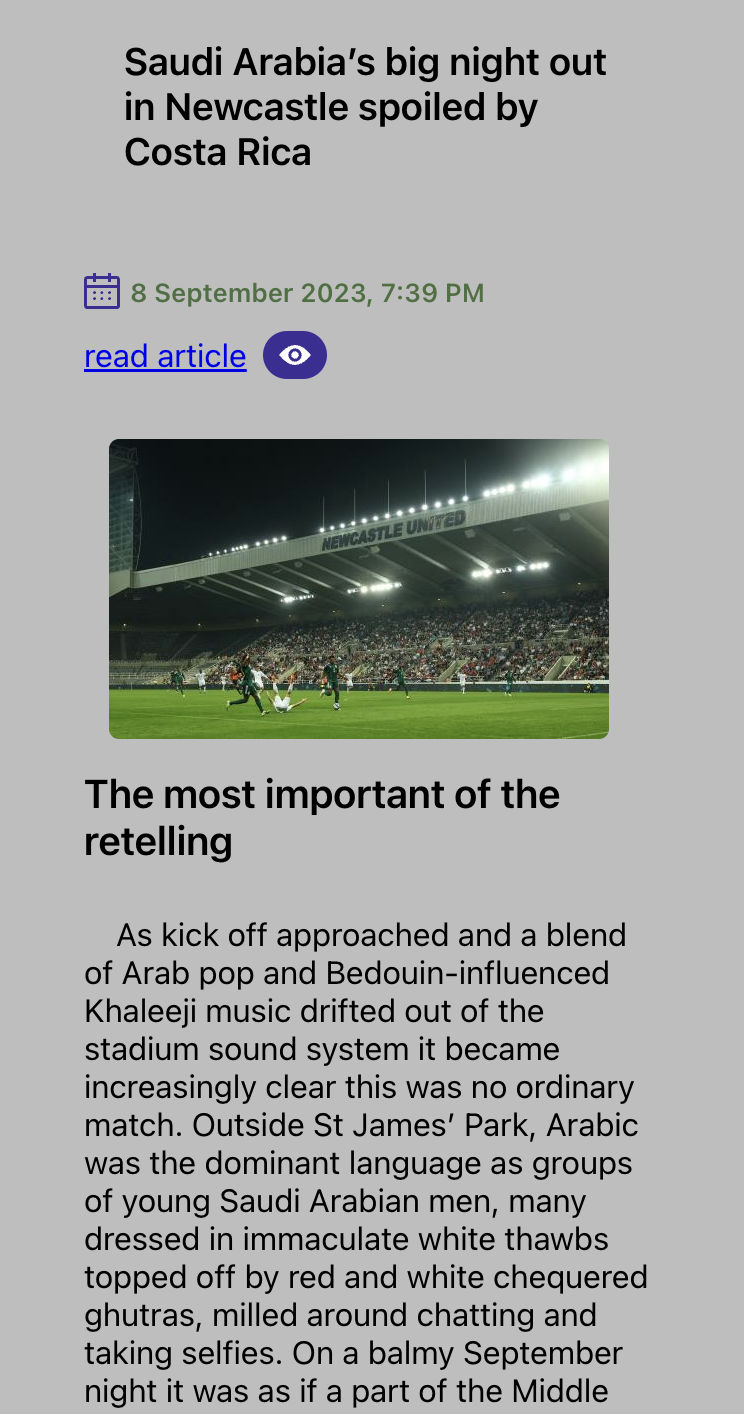 Saudi Arabia’s big night out
in Newcastle spoiled by
Costa Rica
8 September 2023, 7:39 PM
read article
NEWCASTLE UNITED
The most important of the
retelling
As kick off approached and a blend
of Arab pop and Bedouin-influenced
Khaleeji music drifted out of the
stadium sound system it became
increasingly clear this was no ordinary
match. Outside St James’ Park, Arabic
was the dominant language as groups
of young Saudi Arabian men, many
dressed in immaculate white thawbs
topped off by red and white chequered
ghutras, milled around chatting and
taking selfies. On a balmy September
night it was as if a part of the Middle